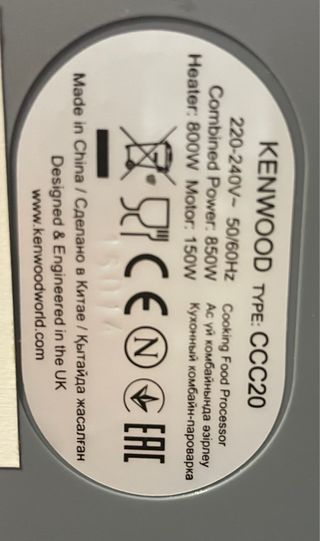 KENWOOD TYPE: CCC20
220-240V~ 50/60Hz
Combined Power: 850W
Heater: 800W Motor: 150W
Cooking Food Processor
Ас үй комбайнында әзірлеу
Кухонный комбайн-пароварка
CE N EAC
Made in China / Сделано в Китае / Қытайда жасалған
Designed & Engineered in the UK
www.kenwoodworld.com